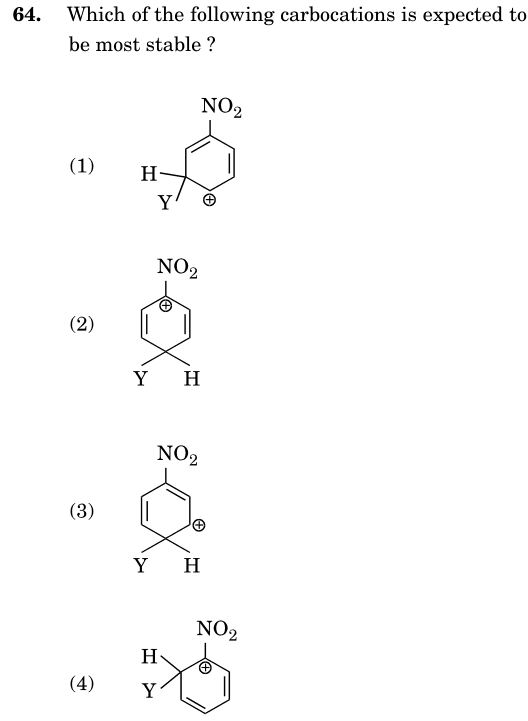 64. Which of the following carbocations is expected to
be most stable ?
NO₂
(1)
H
Y
⊕
NO₂
⊕
(2)
Y H
NO₂
(3)
⊕
Y H
NO₂
H
⊕
(4)
Y